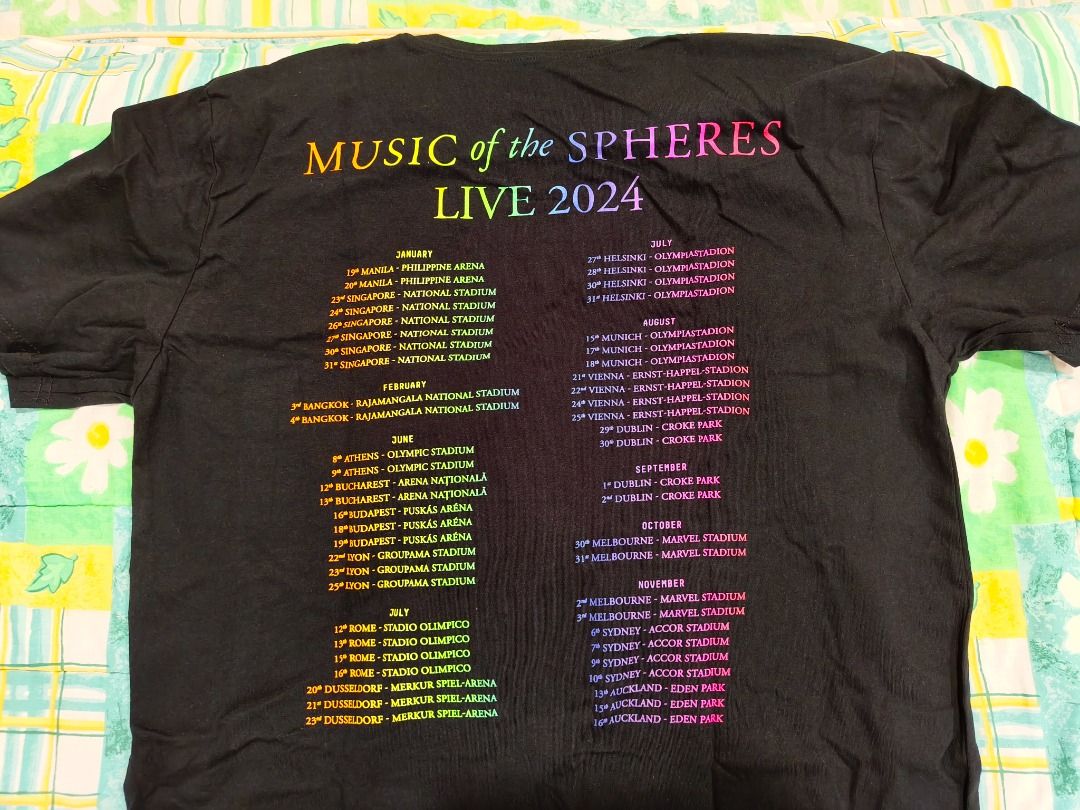 MUSIC of the SPHERES
LIVE 2024
JANUARY
19th MANILA - PHILIPPINE ARENA
20th MANILA - PHILIPPINE ARENA
23rd SINGAPORE - NATIONAL STADIUM
24th SINGAPORE - NATIONAL STADIUM
26th SINGAPORE - NATIONAL STADIUM
27th SINGAPORE - NATIONAL STADIUM
30th SINGAPORE - NATIONAL STADIUM
31st SINGAPORE - NATIONAL STADIUM
FEBRUARY
3rd BANGKOK - RAJAMANGALA NATIONAL STADIUM
4th BANGKOK - RAJAMANGALA NATIONAL STADIUM
JUNE
8th ATHENS - OLYMPIC STADIUM
9th ATHENS - OLYMPIC STADIUM
12th BUCHAREST - ARENA NAȚIONALĂ
13th BUCHAREST - ARENA NAȚIONALĂ
16th BUDAPEST - PUSKÁS ARÉNA
18th BUDAPEST - PUSKÁS ARÉNA
19th BUDAPEST - PUSKÁS ARÉNA
22nd LYON - GROUPAMA STADIUM
23rd LYON - GROUPAMA STADIUM
25th LYON - GROUPAMA STADIUM
JULY
12th ROME - STADIO OLIMPICO
13th ROME - STADIO OLIMPICO
15th ROME - STADIO OLIMPICO
16th ROME - STADIO OLIMPICO
20th DUSSELDORF - MERKUR SPIEL-ARENA
21st DUSSELDORF - MERKUR SPIEL-ARENA
23rd DUSSELDORF - MERKUR SPIEL-ARENA
JULY
27th HELSINKI - OLYMPIASTADION
28th HELSINKI - OLYMPIASTADION
30th HELSINKI - OLYMPIASTADION
31st HELSINKI - OLYMPIASTADION
AUGUST
15th MUNICH - OLYMPIASTADION
17th MUNICH - OLYMPIASTADION
18th MUNICH - OLYMPIASTADION
21st VIENNA - ERNST-HAPPEL-STADION
22nd VIENNA - ERNST-HAPPEL-STADION
24th VIENNA - ERNST-HAPPEL-STADION
25th VIENNA - ERNST-HAPPEL-STADION
29th DUBLIN - CROKE PARK
30th DUBLIN - CROKE PARK
SEPTEMBER
1st DUBLIN - CROKE PARK
2nd DUBLIN - CROKE PARK
OCTOBER
30th MELBOURNE - MARVEL STADIUM
31st MELBOURNE - MARVEL STADIUM
NOVEMBER
2nd MELBOURNE - MARVEL STADIUM
3rd MELBOURNE - MARVEL STADIUM
6th SYDNEY - ACCOR STADIUM
7th SYDNEY - ACCOR STADIUM
9th SYDNEY - ACCOR STADIUM
10th SYDNEY - ACCOR STADIUM
13th AUCKLAND - EDEN PARK
15th AUCKLAND - EDEN PARK
16th AUCKLAND - EDEN PARK